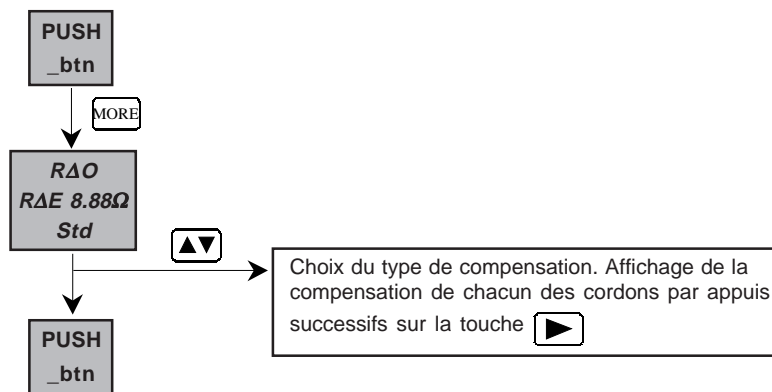 PUSH
_btn
MORE
RΔO
RΔE 8.88Ω
Std
▲▼
Choix du type de compensation. Affichage de la
compensation de chacun des cordons par appuis
successifs sur la touche ►
PUSH
_btn